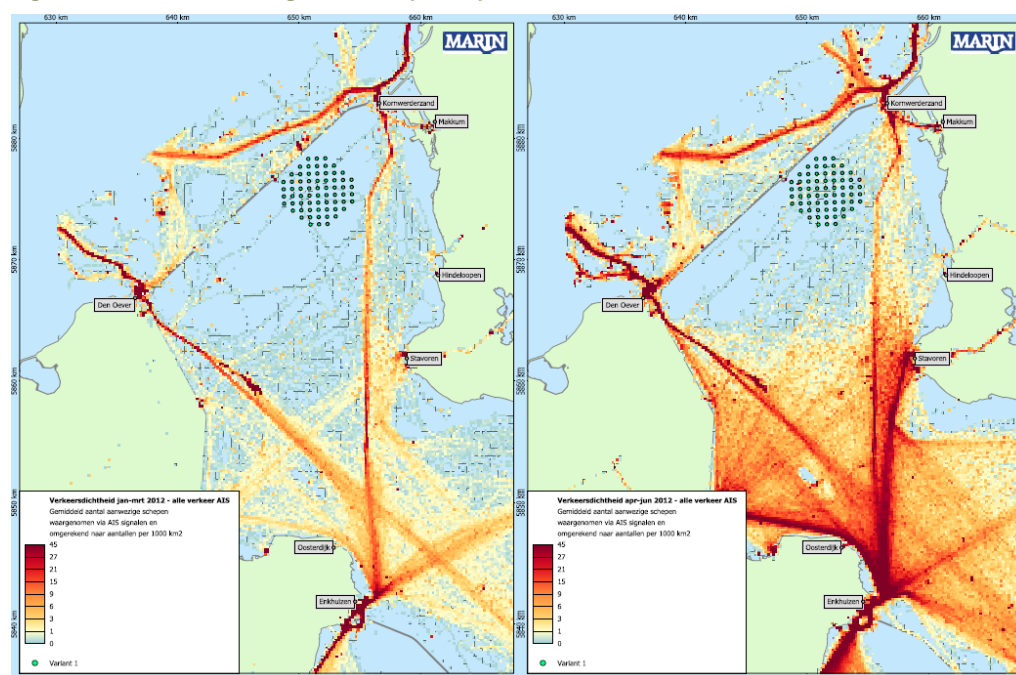 630 km
640 km
650 km
660 km
MARIN
Kornwerderzand
Makkum
5880 km
5870 km
Hindeloopen
Den Oever
Stavoren
5860 km
5850 km
Verkeersdichtheid jan-mrt 2012 - alle verkeer AIS
Gemiddeld aantal aanwezige schepen
waargenomen via AIS signalen en
omgerekend naar aantallen per 1000 km2
45
27
21
15
9
6
3
1
0
Variant 1
Oosterdijk
Enkhuizen
5840 km
630 km
640 km
650 km
660 km
MARIN
Kornwerderzand
Makkum
5880 km
5870 km
Hindeloopen
Den Oever
Stavoren
5860 km
5850 km
Verkeersdichtheid apr-jun 2012 - alle verkeer AIS
Gemiddeld aantal aanwezige schepen
waargenomen via AIS signalen en
omgerekend naar aantallen per 1000 km2
45
27
21
15
9
6
3
1
0
Variant 1
Oosterdijk
Enkhuizen
5840 km